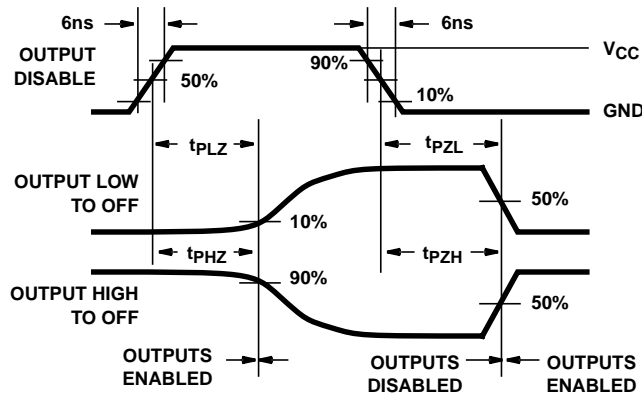 6ns
6ns
OUTPUT
DISABLE
50%
90%
10%
VCC
GND
tPLZ
tPZL
OUTPUT LOW
TO OFF
10%
50%
tPHZ
tPZH
OUTPUT HIGH
TO OFF
90%
50%
OUTPUTS
ENABLED
OUTPUTS
DISABLED
OUTPUTS
ENABLED